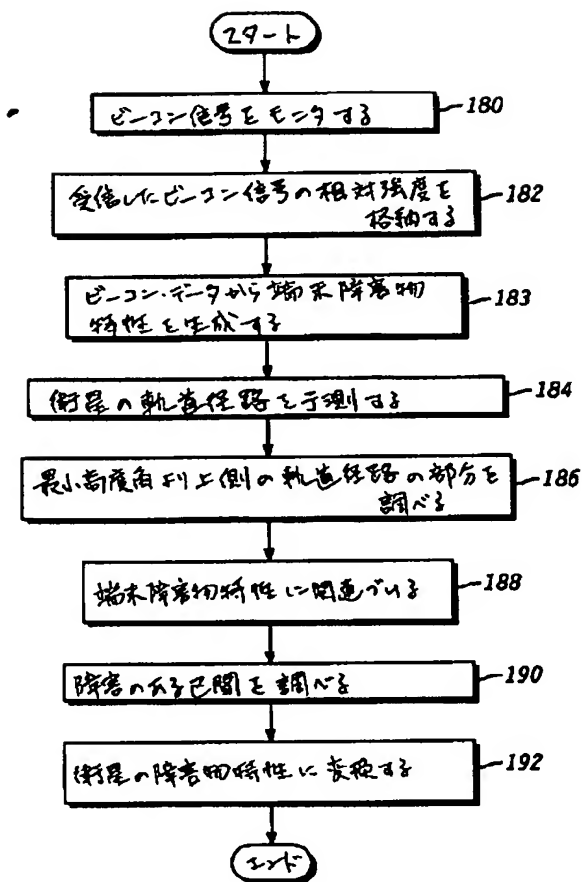 スタート
ビーコン信号をモニタする
180
受信したビーコン信号の相対強度を
格納する
182
ビーコン・データから端末障害物
特性を生成する
183
衛星の軌道径路を予測する
184
最小高度角より上側の軌道径路の部分を
調べる
186
端末障害物特性に関連づける
188
障害のある区間を調べる
190
衛星の障害物特性に変換する
192
エンド